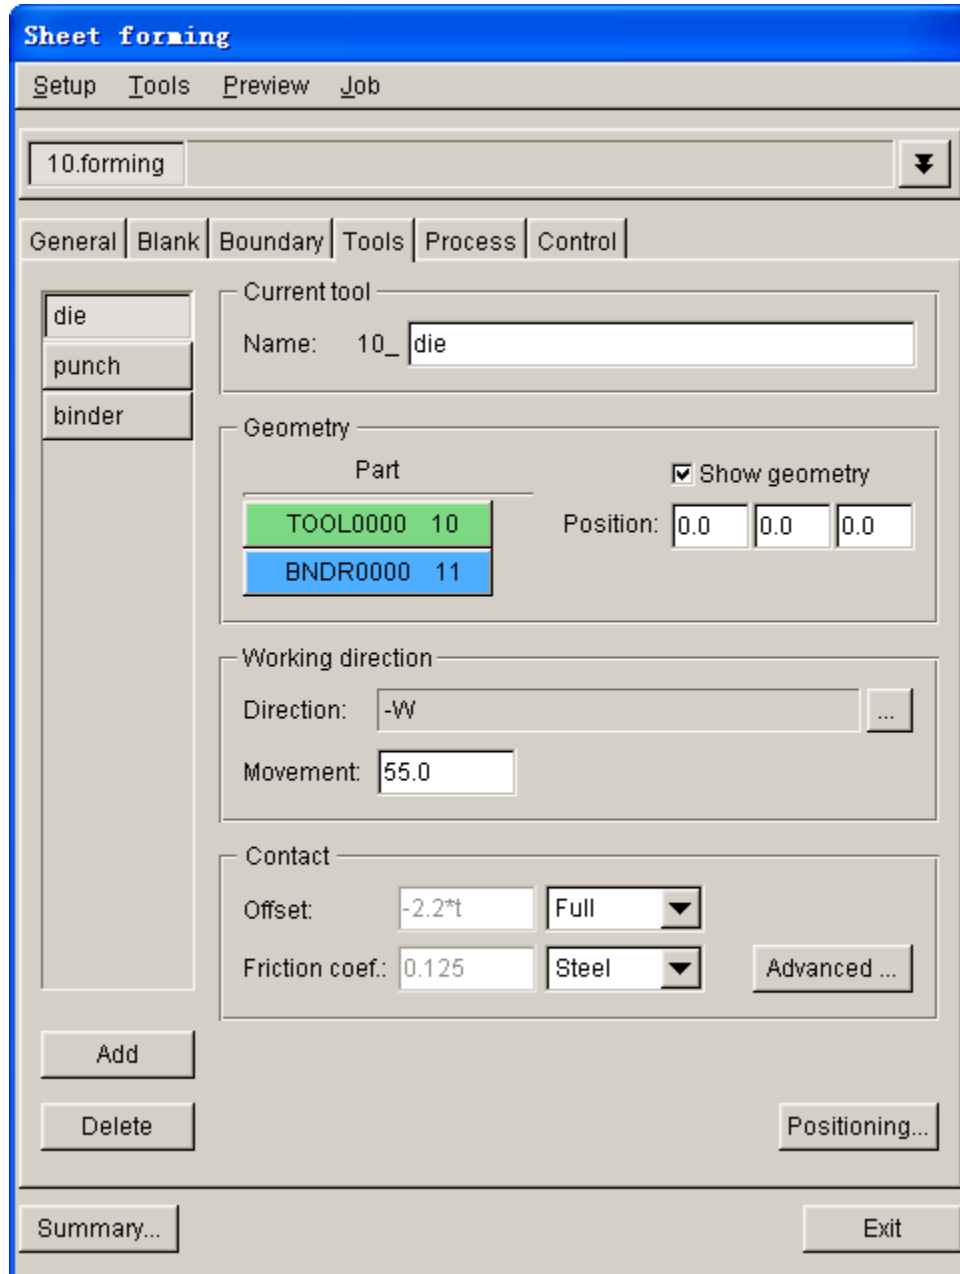 Sheet forming
Setup Tools Preview Job
10.forming
General Blank Boundary Tools Process Control
die
punch
binder
Current tool
Name: 10_ die
Geometry
Part
Show geometry
TOOL0000 10
BNDR0000 11
Position: 0.0 0.0 0.0
Working direction
Direction: -W ...
Movement: 55.0
Contact
Offset: -2.2*t Full
Friction coef.: 0.125 Steel Advanced ...
Add
Delete
Positioning...
Summary... Exit